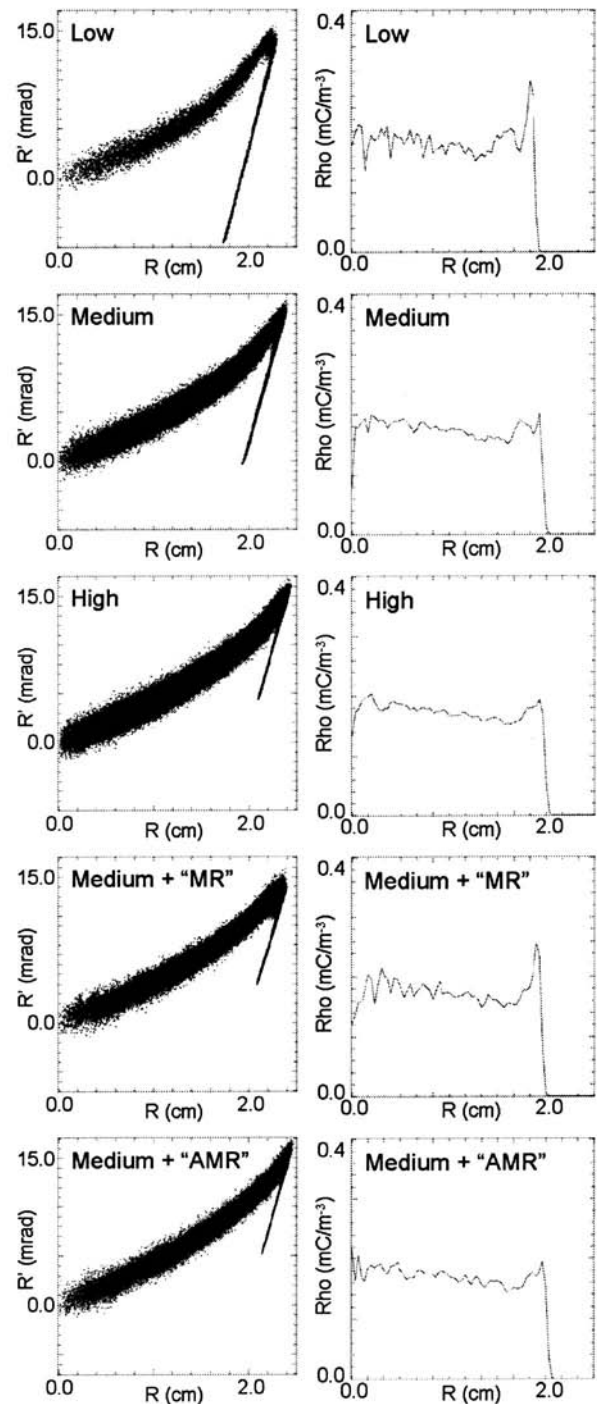 15.0
Low
R' (mrad)
0.0
0.0
R (cm)
2.0
0.4
Low
Rho (mC/m⁻³)
0.0
0.0
R (cm)
2.0
15.0
Medium
R' (mrad)
0.0
0.0
R (cm)
2.0
0.4
Medium
Rho (mC/m⁻³)
0.0
0.0
R (cm)
2.0
15.0
High
R' (mrad)
0.0
0.0
R (cm)
2.0
0.4
High
Rho (mC/m⁻³)
0.0
0.0
R (cm)
2.0
15.0
Medium + “MR”
R' (mrad)
0.0
0.0
R (cm)
2.0
0.4
Medium + “MR”
Rho (mC/m⁻³)
0.0
0.0
R (cm)
2.0
15.0
Medium + “AMR”
R' (mrad)
0.0
0.0
R (cm)
2.0
0.4
Medium + “AMR”
Rho (mC/m⁻³)
0.0
0.0
R (cm)
2.0